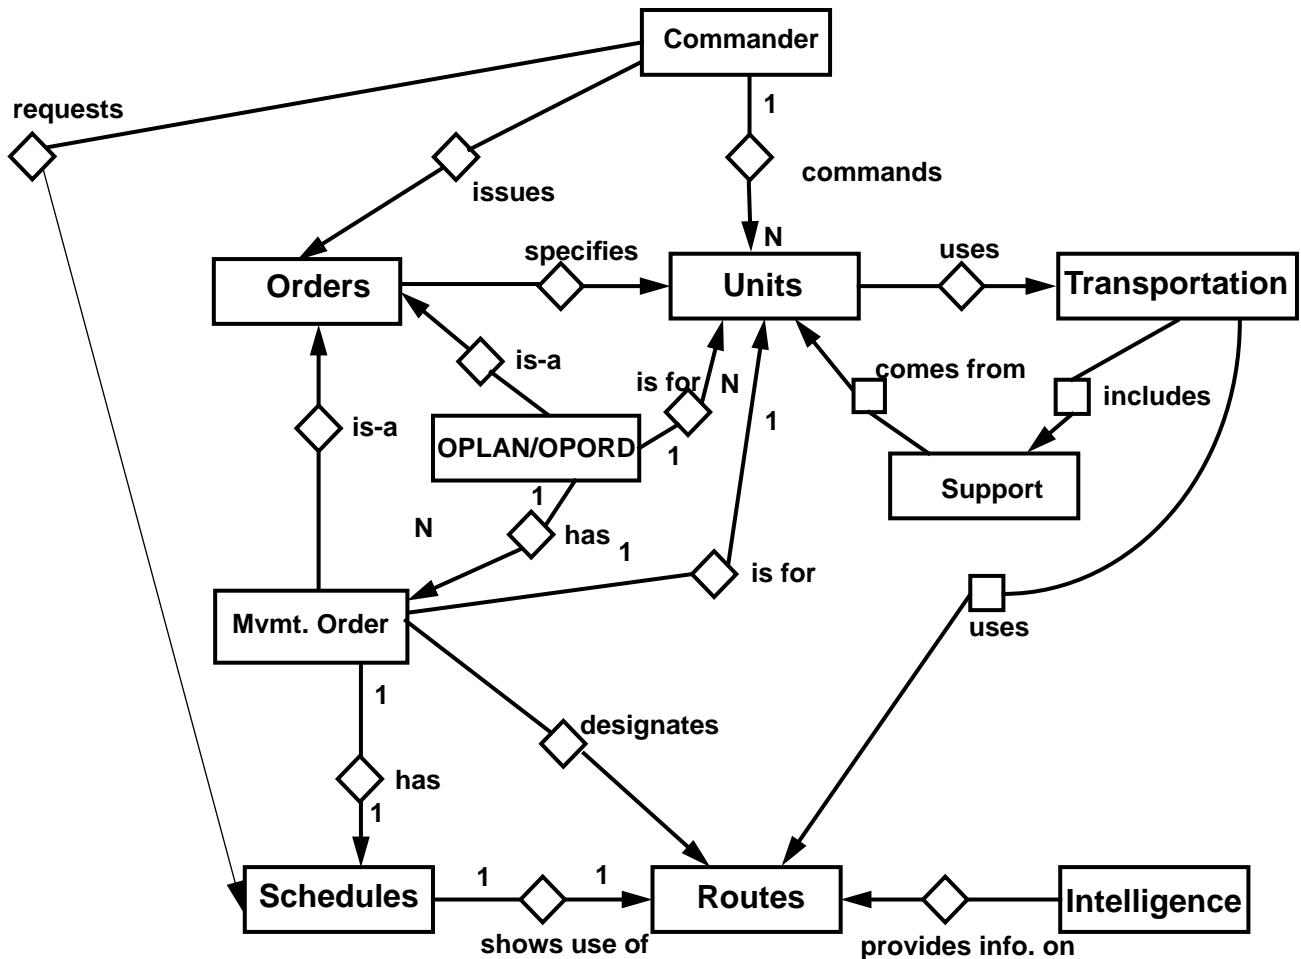 Commander
requests
1
issues
commands
specifies
N
uses
Orders
Units
Transportation
is-a
is for
N
comes from
includes
is-a
1
OPLAN/OPORD
1
Support
1
N
has
1
is for
Mvmt. Order
uses
1
designates
has
1
Schedules
1
1
Routes
Intelligence
shows use of
provides info. on